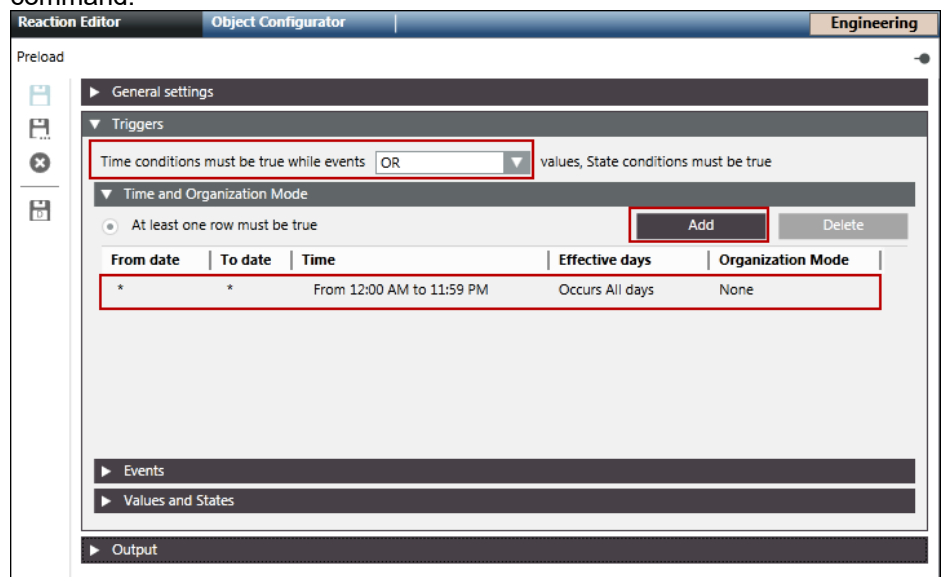 command.
Reaction Editor Object Configurator Engineering
Preload
General settings
Triggers
Time conditions must be true while events OR values, State conditions must be true
Time and Organization Mode
At least one row must be true Add Delete
From date To date Time Effective days Organization Mode
* * From 12:00 AM to 11:59 PM Occurs All days None
Events
Values and States
Output